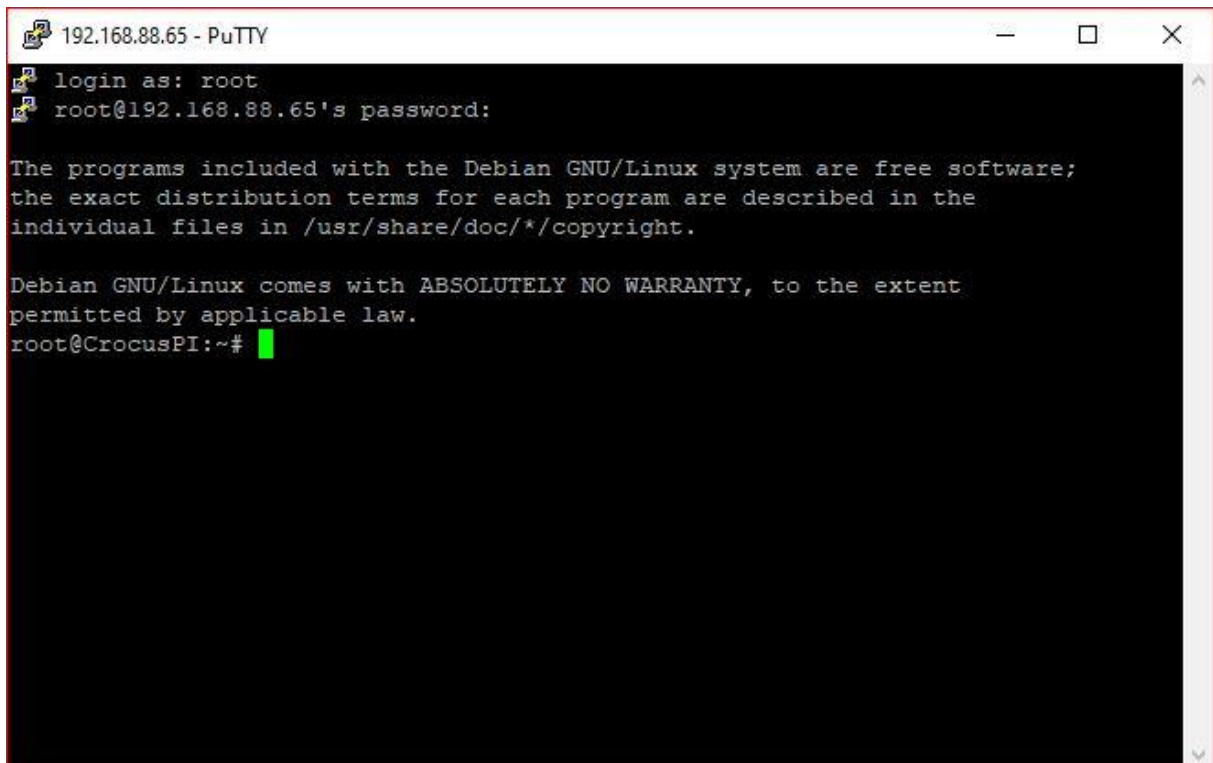 192.168.88.65 - PuTTY
login as: root
root@192.168.88.65's password:
The programs included with the Debian GNU/Linux system are free software;
the exact distribution terms for each program are described in the
individual files in /usr/share/doc/*/copyright.
Debian GNU/Linux comes with ABSOLUTELY NO WARRANTY, to the extent
permitted by applicable law.
root@CrocusPI:~#